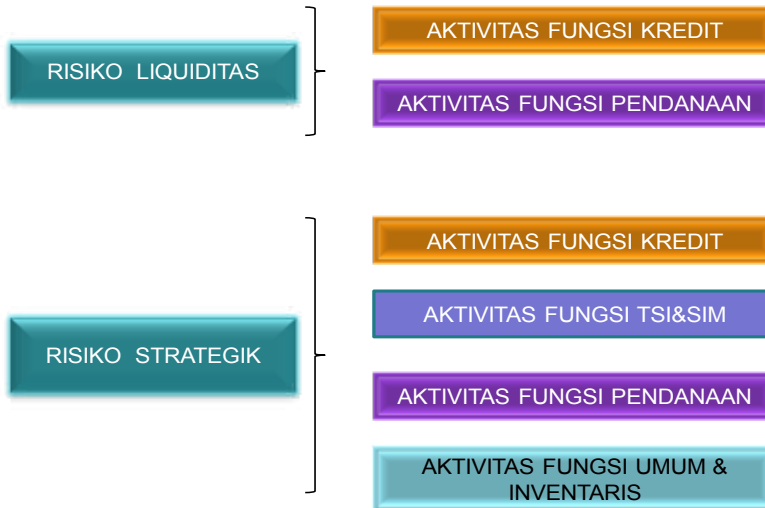 RISIKO LIQUIDITAS
AKTIVITAS FUNGSI KREDIT
AKTIVITAS FUNGSI PENDANAAN
RISIKO STRATEGIK
AKTIVITAS FUNGSI KREDIT
AKTIVITAS FUNGSI TSI&SIM
AKTIVITAS FUNGSI PENDANAAN
AKTIVITAS FUNGSI UMUM &
INVENTARIS